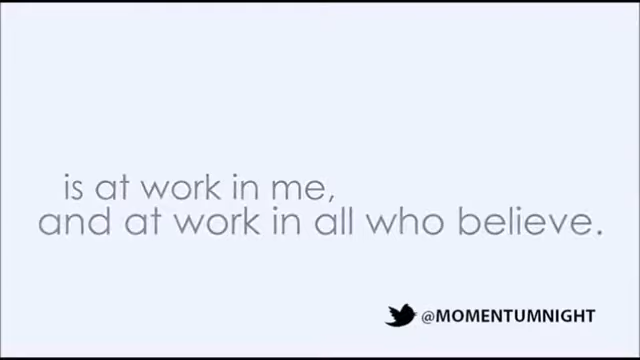 is at work in me,
and at work in all who believe.
@MOMENTUMNIGHT